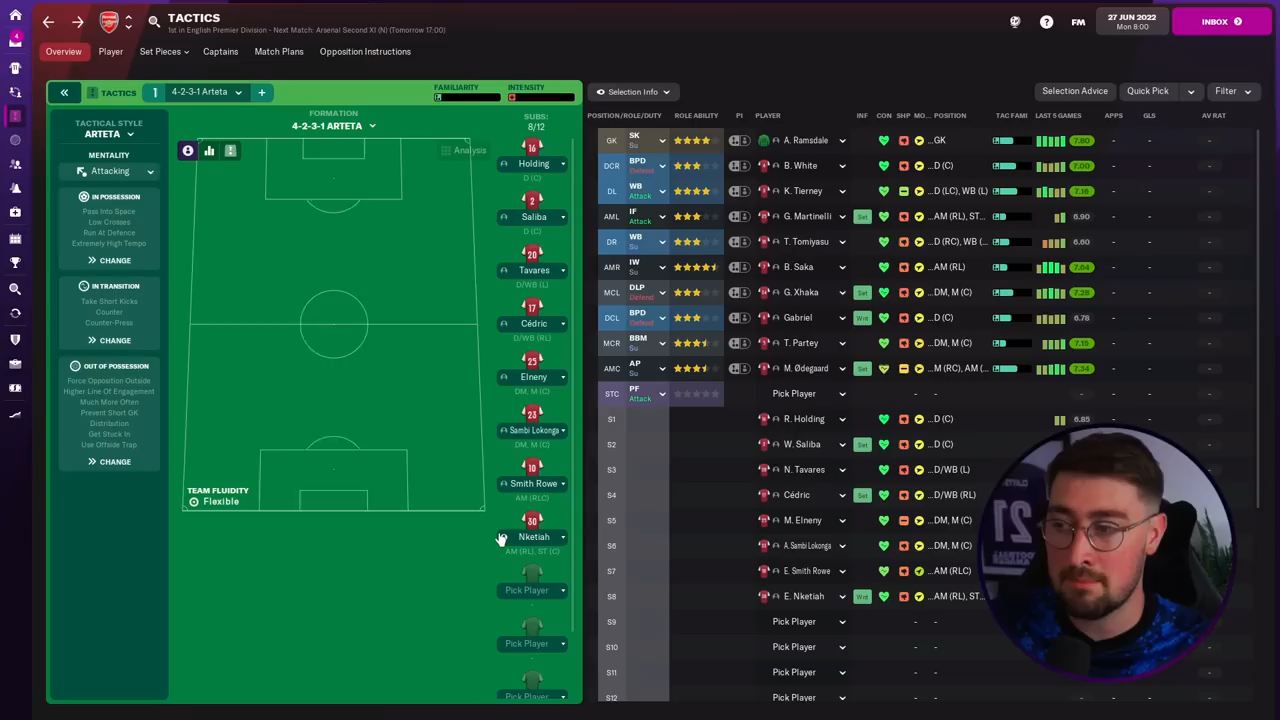 TACTICS
1st in English Premier Division - Next Match: Arsenal Second XI (N) (Tomorrow 17:00)
4
FM
27 JUN 2022
Mon 8:00
INBOX
Overview
Player
Set Pieces
Captains
Match Plans
Opposition Instructions
TACTICS
1
4-2-3-1 Arteta
FAMILIARITY
INTENSITY
TACTICAL STYLE
ARTETA
MENTALITY
Attacking
IN POSSESSION
Pass Into Space
Low Crosses
Run At Defence
Extremely High Tempo
CHANGE
IN TRANSITION
Take Short Kicks
Counter
Counter-Press
CHANGE
OUT OF POSSESSION
Force Opposition Outside
Higher Line Of Engagement
Much More Often
Prevent Short GK
Distribution
Get Stuck In
Use Offside Trap
CHANGE
FORMATION
4-2-3-1 ARTETA
Analysis
TEAM FLUIDITY
Flexible
SUBS:
8/12
16
Holding
D (C)
2
Saliba
D (C)
20
Tavares
D/WB (L)
17
Cédric
D/WB (RL)
25
Elneny
DM, M (C)
23
Sambi Lokonga
DM, M (C)
10
Smith Rowe
AM (RLC)
30
Nketiah
AM (RL), ST (C)
Pick Player
-
Pick Player
-
Pick Player
Selection Info
Selection Advice
Quick Pick
Filter
POSITION/ROLE/DUTY ROLE ABILITY PI PLAYER INF CON SHP MO... POSITION TAC FAMI LAST 5 GAMES APPS GLS AV RAT
GK SK Su A. Ramsdale ...GK 7.80 - - -
DCR BPD Defend B. White ...D (C) 7.00 - - -
DL WB Attack K. Tierney ...D (LC), WB (L) 7.16 - - -
AML IF Attack G. Martinelli Set ...AM (RL), ST... 6.90 - - -
DR WB Su T. Tomiyasu ...D (RC), WB (... 6.60 - - -
AMR IW Su B. Saka ...AM (RL) 7.04 - - -
MCL DLP Defend G. Xhaka Set ...DM, M (C) 7.28 - - -
DCL BPD Defend Gabriel Wnt ...D (C) 6.78 - - -
MCR BBM Su T. Partey ...DM, M (C) 7.15 - - -
AMC AP Su M. Ødegaard Set ...M (RC), AM (... 7.34 - - -
STC PF Attack Pick Player - - - - - -
S1 R. Holding ...D (C) 6.85 - - -
S2 W. Saliba Set ...D (C)
S3 N. Tavares ...D/WB (L)
S4 Cédric Set ...D/WB (RL)
S5 M. Elneny ...DM, M (C)
S6 A. Sambi Lokonga ...DM, M (C)
S7 E. Smith Rowe ...AM (RLC)
S8 E. Nketiah Wnt ...AM (RL), ST...
S9 Pick Player - -
S10 Pick Player - -
S11 Pick Player - -
S12 Pick Player - -
21